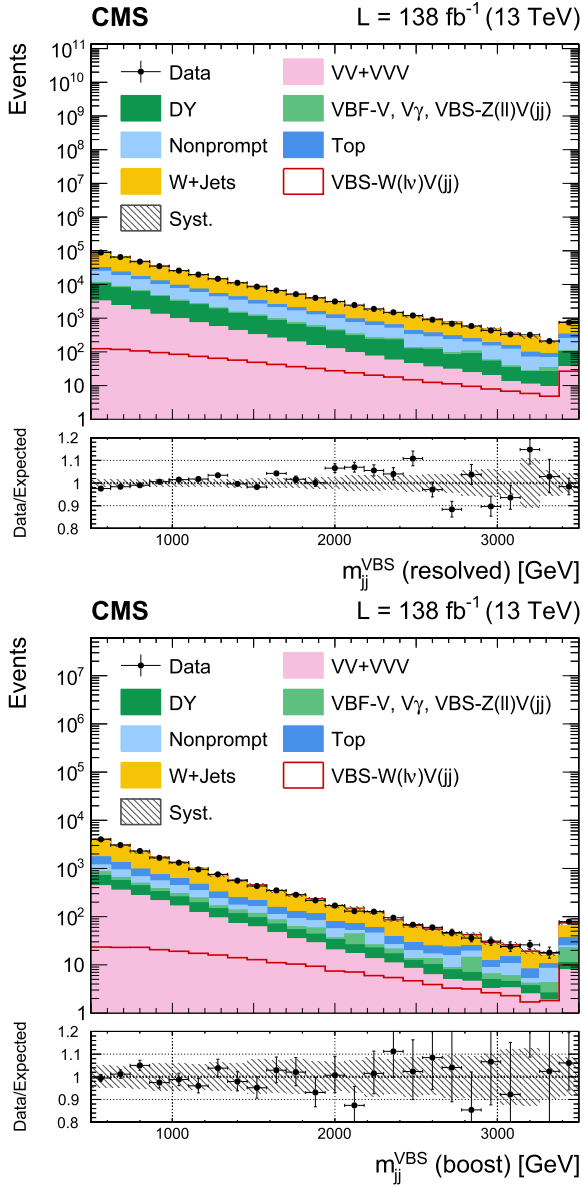 CMS L = 138 fb⁻¹ (13 TeV)
Events
10¹¹
10¹⁰
10⁹
10⁸
10⁷
10⁶
10⁵
10⁴
10³
10²
10
1
Data
VV+VVV
DY
VBF-V, Vγ, VBS-Z(ll)V(jj)
Nonprompt
Top
W+Jets
VBS-W(lν)V(jj)
Syst.
Data/Expected
1.2
1.1
1
0.9
0.8
1000 2000 3000
m_jj^VBS (resolved) [GeV]
CMS L = 138 fb⁻¹ (13 TeV)
Events
10⁷
10⁶
10⁵
10⁴
10³
10²
10
1
Data
VV+VVV
DY
VBF-V, Vγ, VBS-Z(ll)V(jj)
Nonprompt
Top
W+Jets
VBS-W(lν)V(jj)
Syst.
Data/Expected
1.2
1.1
1
0.9
0.8
1000 2000 3000
m_jj^VBS (boost) [GeV]